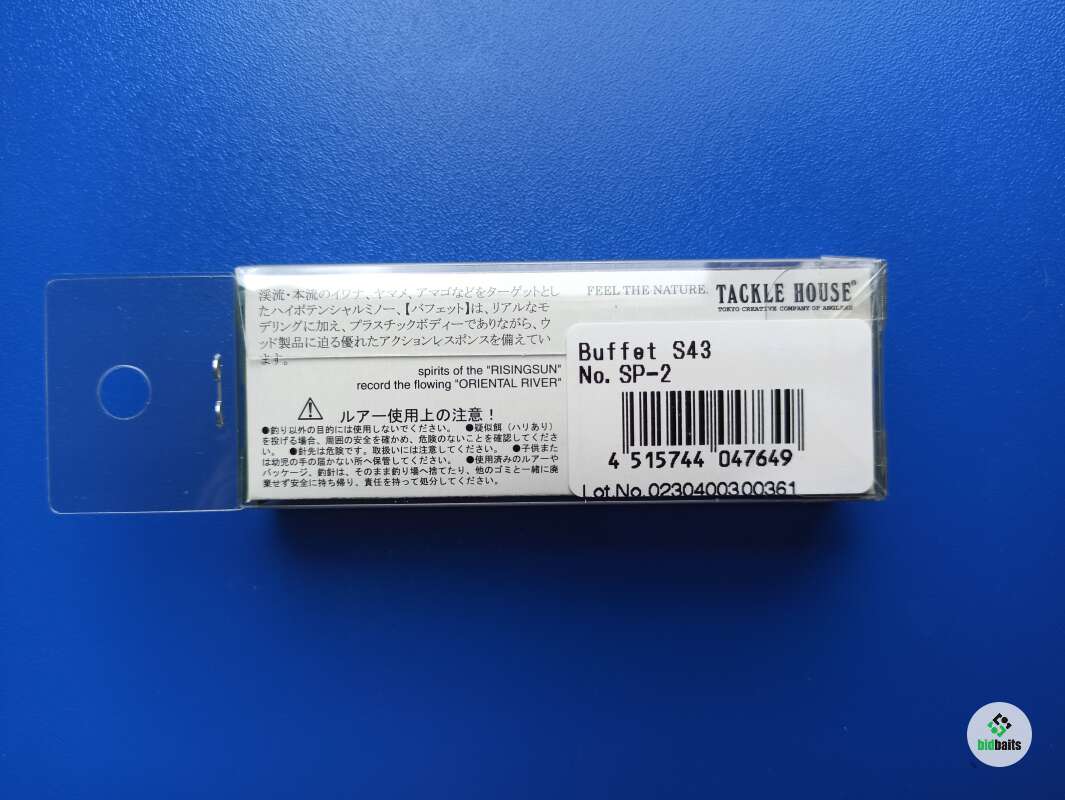 渓流・本流のイワナ、ヤマメ、アマゴなどをターゲットとし
たハイポテンシャルミノー、【バフェット】は、リアルなモ
デリングに加え、プラスチックボディーでありながら、ウ
ッド製品に迫る優れたアクションレスポンスを備えてい
ます。
spirits of the "RISINGSUN"
record the flowing "ORIENTAL RIVER"
ルアー使用上の注意！
●釣り以外の目的には使用しないでください。 ●疑似餌（ハリあり）
を投げる場合、周囲の安全を確かめ、危険のないことを確認してくださ
い。 ●針先は危険です。取扱いには注意してください。 ●子供また
は幼児の手の届かない所へ保管してください。 ●使用済みのルアーや
パッケージ、釣針は、そのまま釣り場へ捨てたり、他のゴミと一緒に廃
棄せず安全に持ち帰り、責任を持って処分してください。
FEEL THE NATURE. TACKLE HOUSE®
TOKYO CREATIVE COMPANY OF ANGLERS
Buffet S43
No. SP-2
4 515744 047649
Lot.No.0230400300361
bidbaits